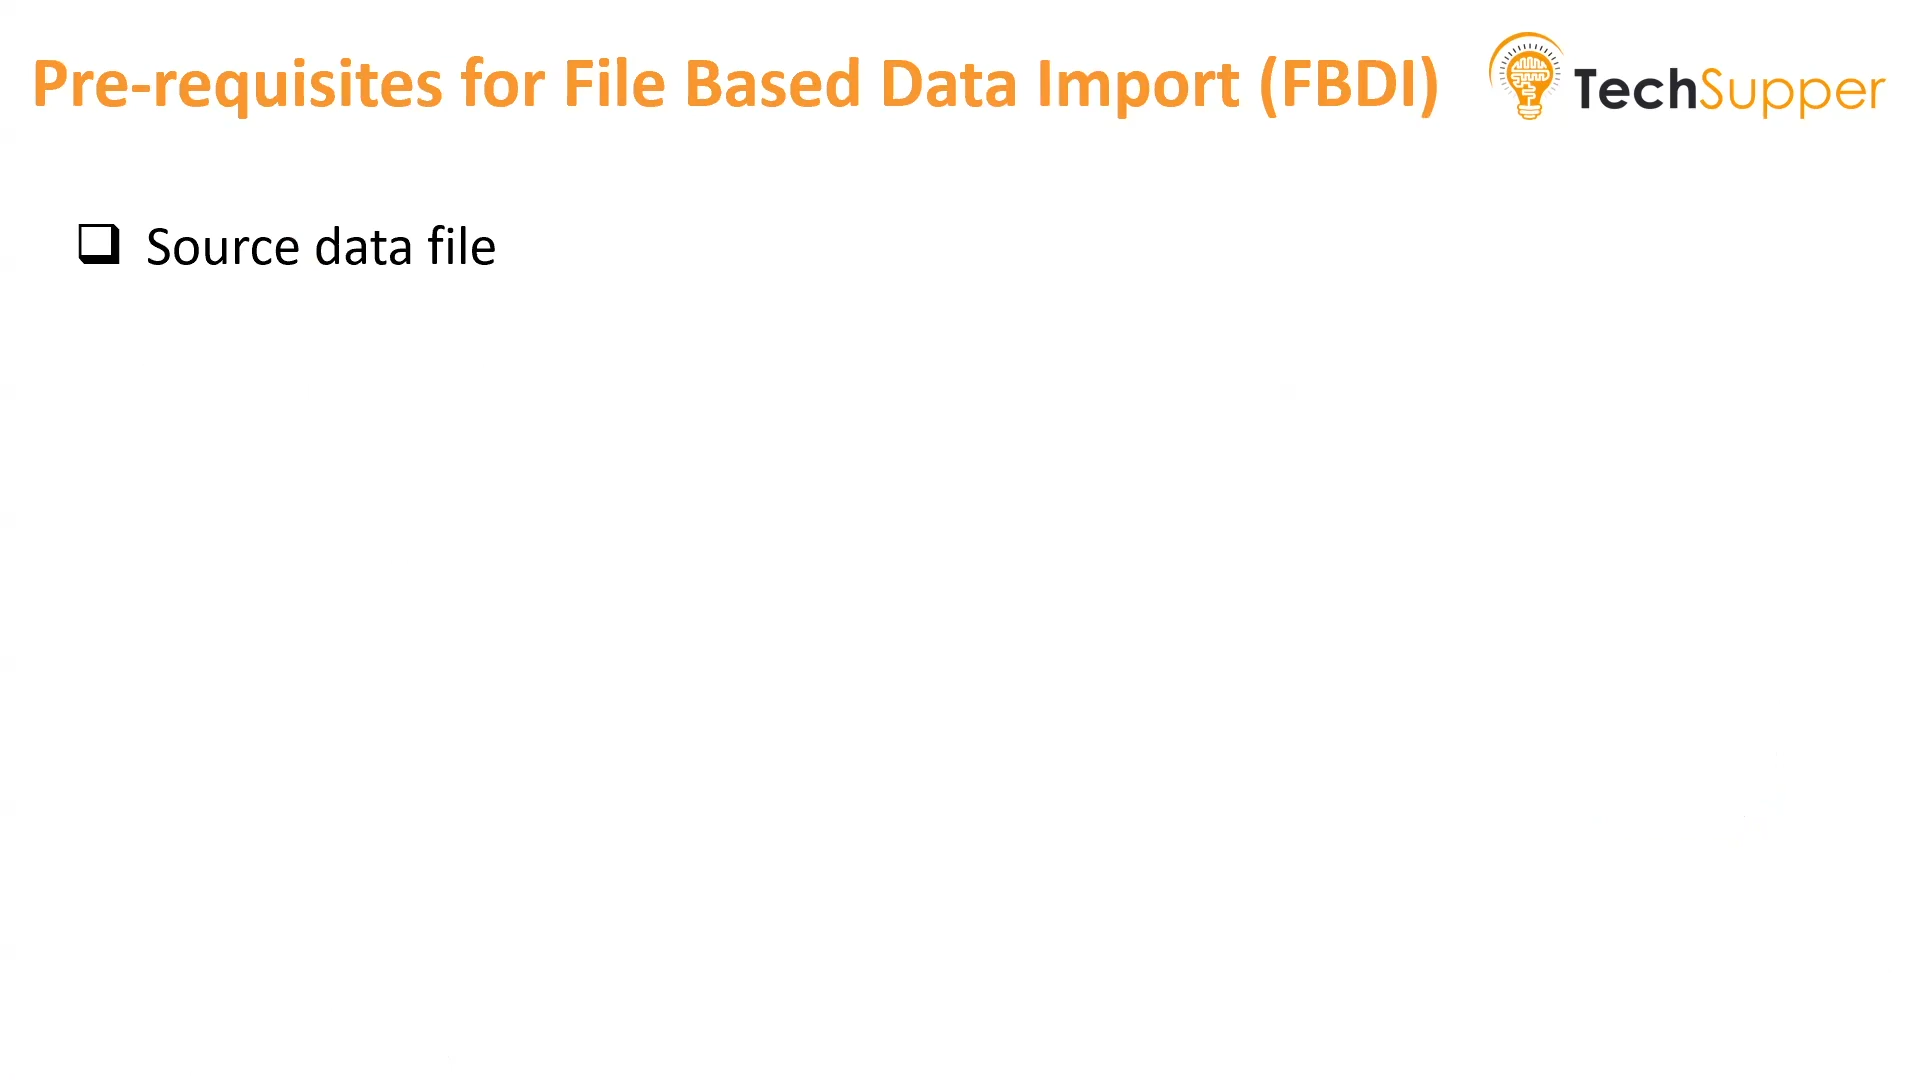 Pre-requisites for File Based Data Import (FBDI)
TechSupper
Source data file